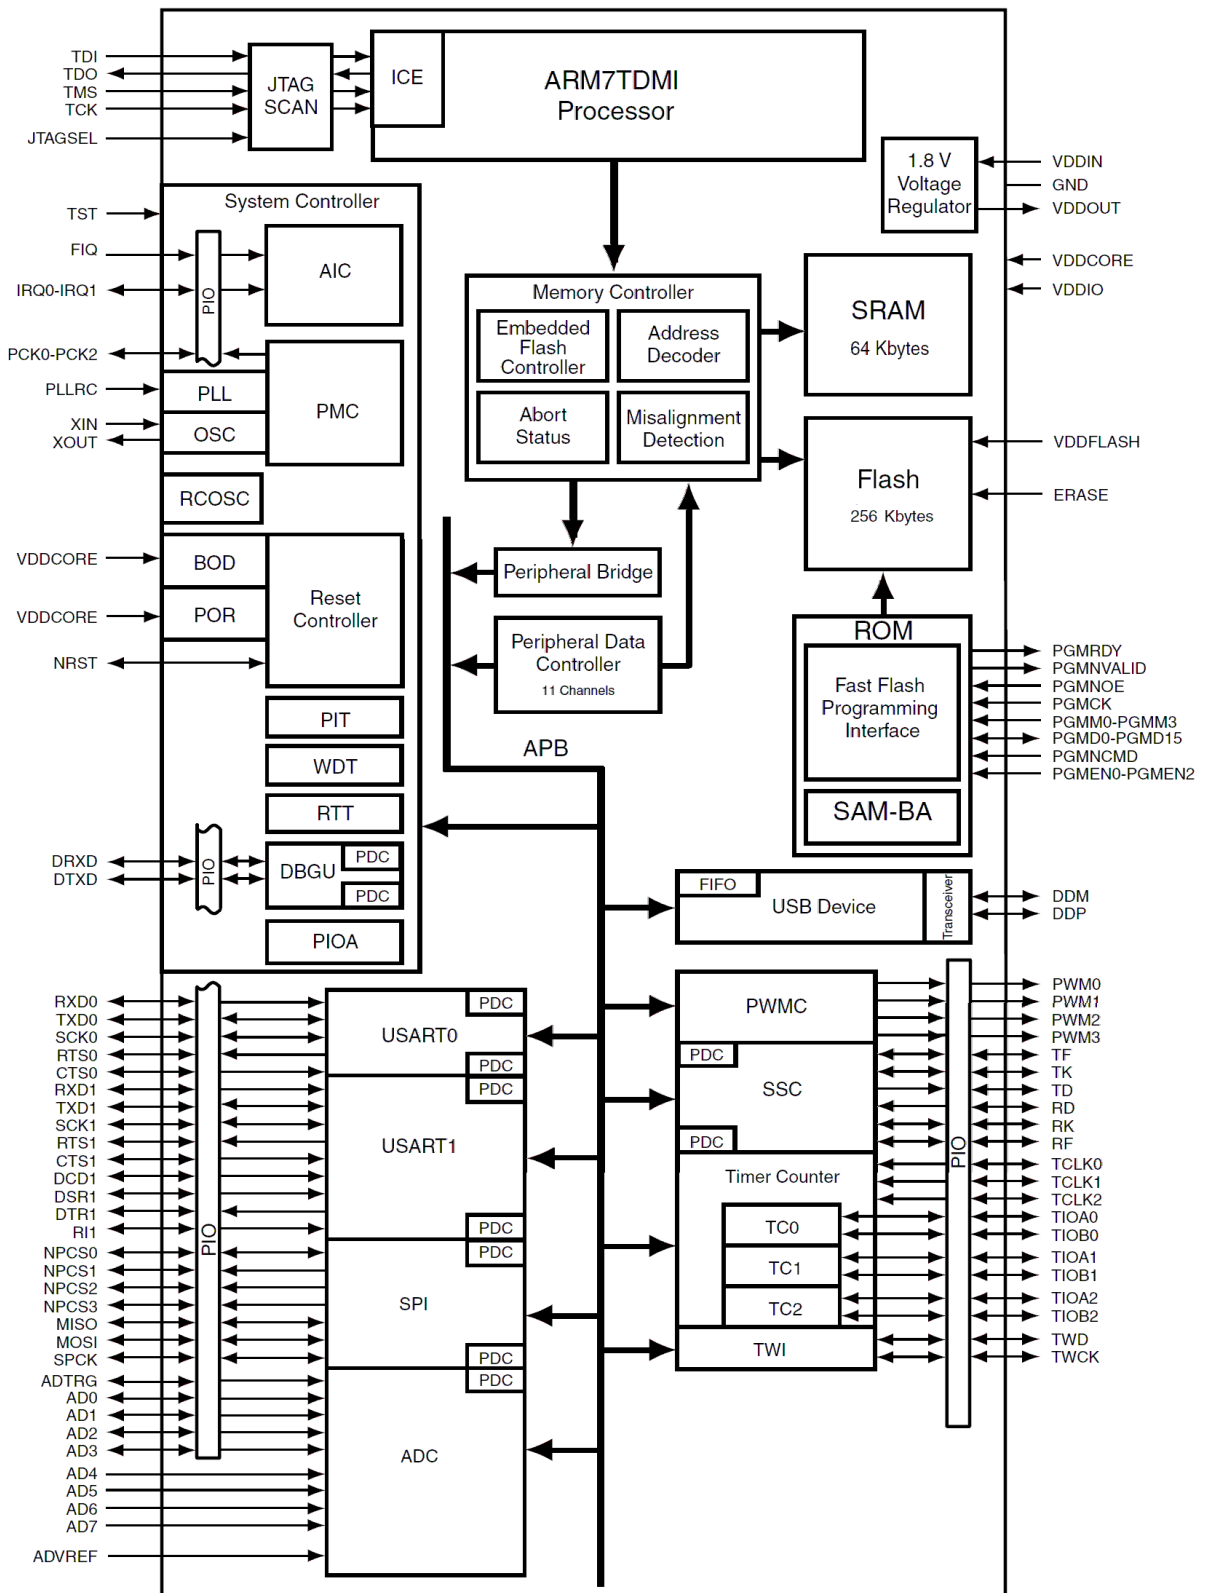 TDI
TDO
TMS
TCK
JTAGSEL
JTAG
SCAN
ICE
ARM7TDMI
Processor
1.8 V
Voltage
Regulator
VDDIN
GND
VDDOUT
VDDCORE
VDDIO
System Controller
TST
FIQ
IRQ0-IRQ1
PCK0-PCK2
PLLRC
XIN
XOUT
PIO
AIC
PLL
OSC
PMC
RCOSC
VDDCORE
VDDCORE
NRST
BOD
POR
Reset
Controller
PIT
WDT
RTT
DRXD
DTXD
PIO
DBGU
PDC
PDC
PIOA
Memory Controller
Embedded
Flash
Controller
Address
Decoder
Abort
Status
Misalignment
Detection
SRAM
64 Kbytes
Flash
256 Kbytes
VDDFLASH
ERASE
Peripheral Bridge
Peripheral Data
Controller
11 Channels
APB
ROM
Fast Flash
Programming
Interface
SAM-BA
PGMRDY
PGMNVALID
PGMNOE
PGMCK
PGMM0-PGMM3
PGMD0-PGMD15
PGMNCMD
PGMEN0-PGMEN2
FIFO
USB Device
Transceiver
DDM
DDP
RXD0
TXD0
SCK0
RTS0
CTS0
RXD1
TXD1
SCK1
RTS1
CTS1
DCD1
DSR1
DTR1
RI1
NPCS0
NPCS1
NPCS2
NPCS3
MISO
MOSI
SPCK
ADTRG
AD0
AD1
AD2
AD3
AD4
AD5
AD6
AD7
ADVREF
PIO
PDC
USART0
PDC
PDC
USART1
PDC
PDC
SPI
PDC
PDC
ADC
PWMC
PDC
SSC
PDC
Timer Counter
TC0
TC1
TC2
TWI
PIO
PWM0
PWM1
PWM2
PWM3
TF
TK
TD
RD
RK
RF
TCLK0
TCLK1
TCLK2
TIOA0
TIOB0
TIOA1
TIOB1
TIOA2
TIOB2
TWD
TWCK